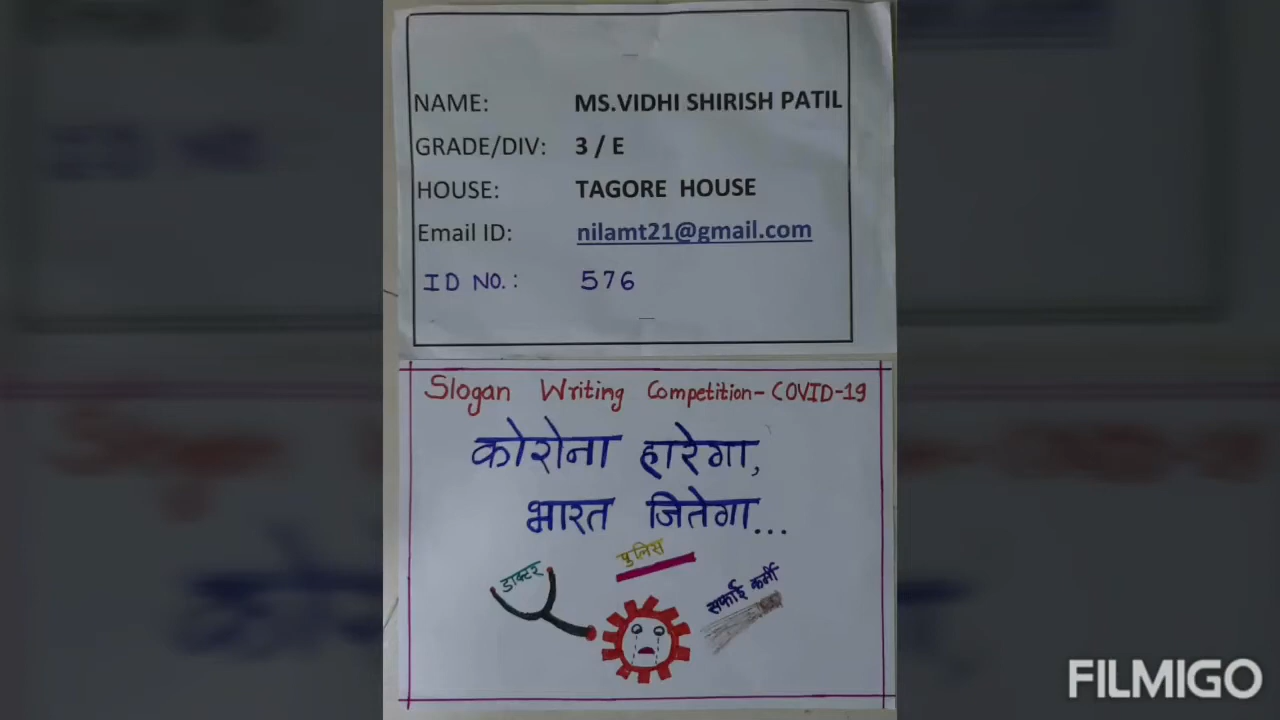 NAME: MS.VIDHI SHIRISH PATIL
GRADE/DIV: 3 / E
HOUSE: TAGORE HOUSE
Email ID: nilamt21@gmail.com
ID NO.: 576
Slogan Writing Competition - COVID-19
कोरोना हारेगा,
भारत जितेगा...
पुलिस
डाक्टर
सफाई कर्मी
FILMIGO